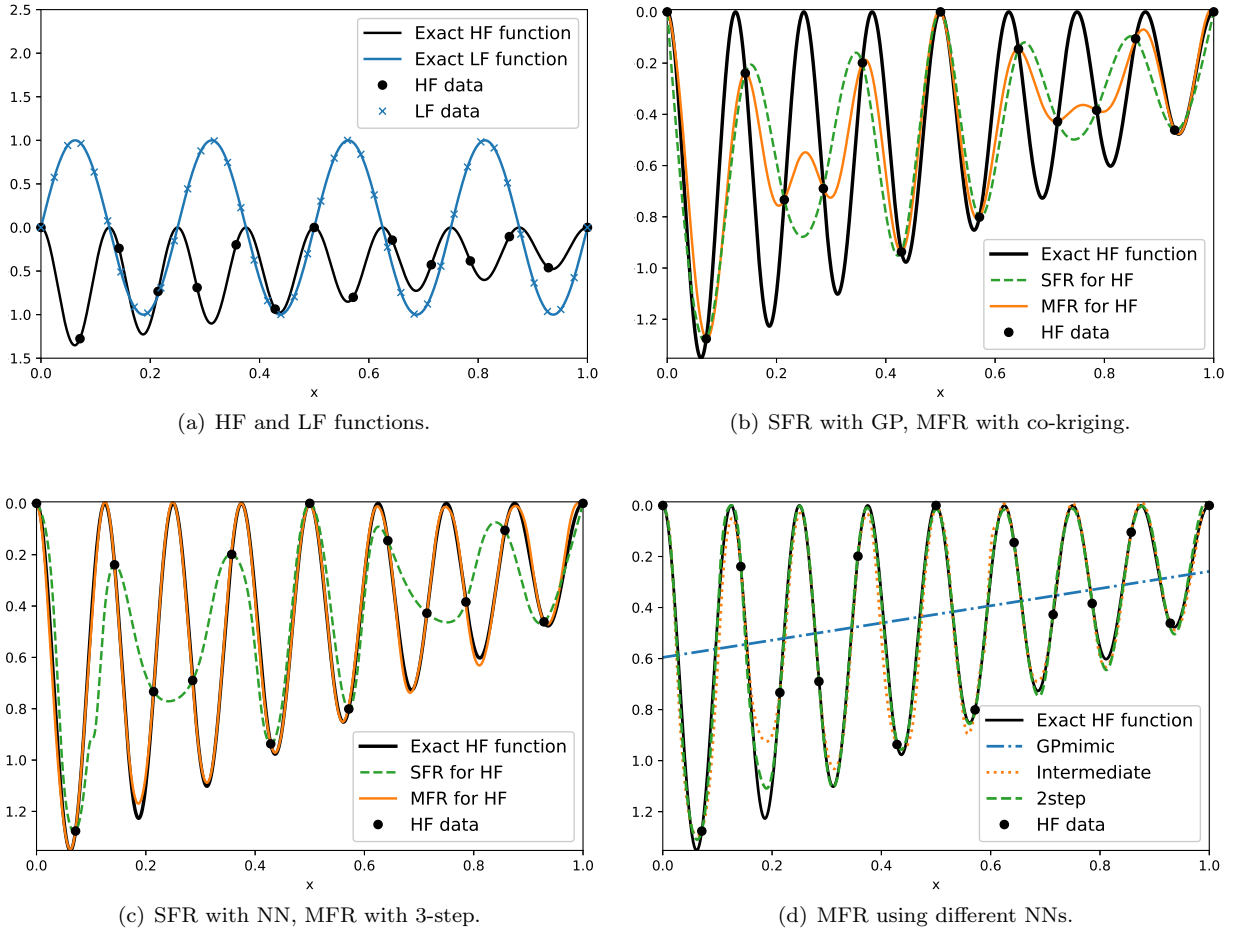 2.5
2.0
1.5
1.0
0.5
0.0
0.5
1.0
1.5
0.0 0.2 0.4 0.6 0.8 1.0
x
Exact HF function
Exact LF function
HF data
LF data
(a) HF and LF functions.
0.0
0.2
0.4
0.6
0.8
1.0
1.2
0.0 0.2 0.4 0.6 0.8 1.0
x
Exact HF function
SFR for HF
MFR for HF
HF data
(b) SFR with GP, MFR with co-kriging.
0.0
0.2
0.4
0.6
0.8
1.0
1.2
0.0 0.2 0.4 0.6 0.8 1.0
x
Exact HF function
SFR for HF
MFR for HF
HF data
(c) SFR with NN, MFR with 3-step.
0.0
0.2
0.4
0.6
0.8
1.0
1.2
0.0 0.2 0.4 0.6 0.8 1.0
x
Exact HF function
GPmimic
Intermediate
2step
HF data
(d) MFR using different NNs.